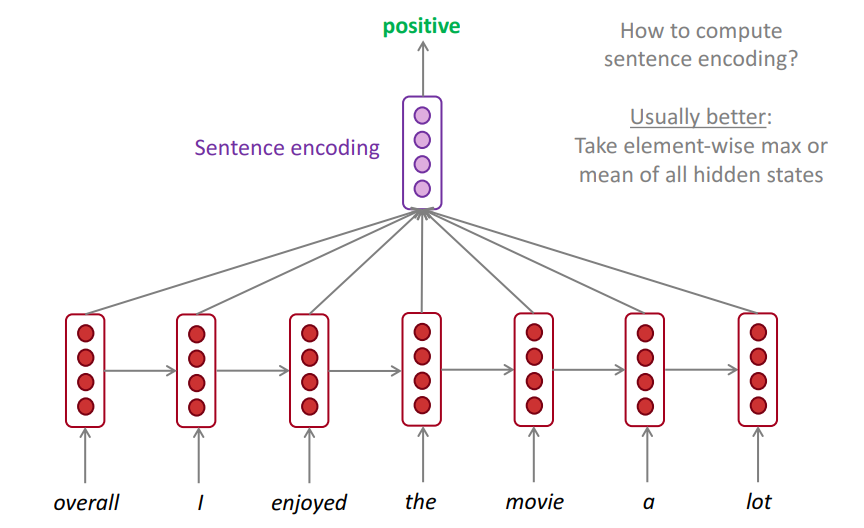 positive
How to compute
sentence encoding?
Usually better:
Take element-wise max or
mean of all hidden states
Sentence encoding
overall I enjoyed the movie a lot